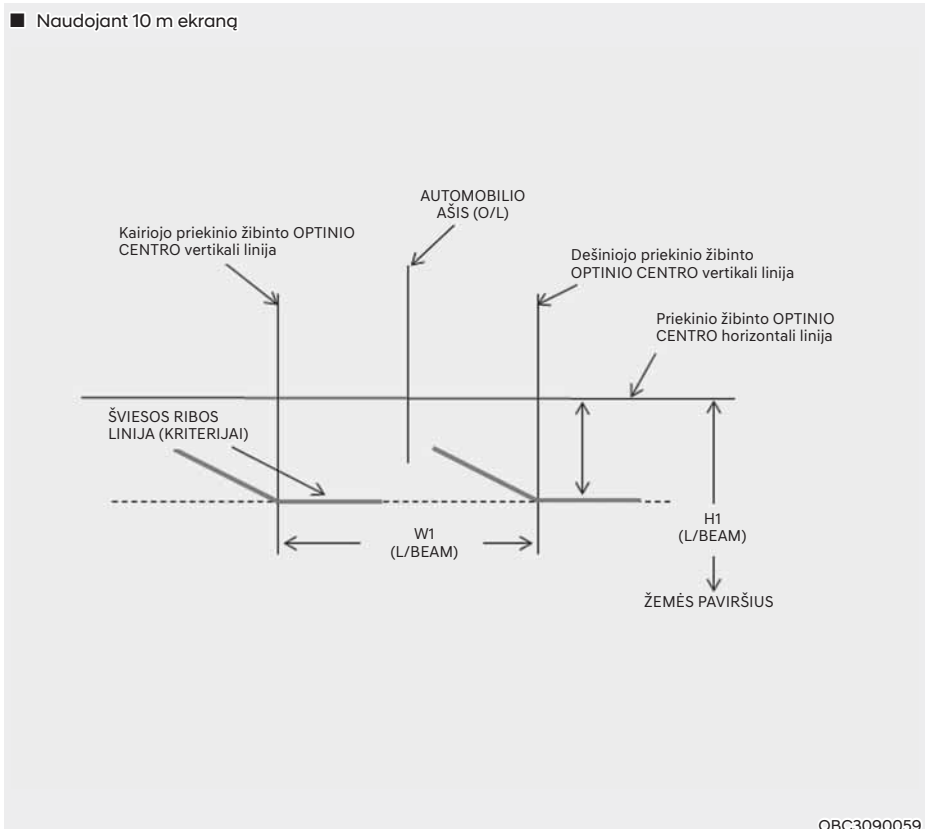 ■ Naudojant 10 m ekraną
AUTOMOBILIO
AŠIS (O/L)
Kairiojo priekinio žibinto OPTINIO
CENTRO vertikali linija
Dešiniojo priekinio žibinto
OPTINIO CENTRO vertikali linija
Priekinio žibinto OPTINIO
CENTRO horizontali linija
ŠVIESOS RIBOS
LINIJA (KRITERIJAI)
W1
(L/BEAM)
H1
(L/BEAM)
ŽEMĖS PAVIRŠIUS
OBC3090059